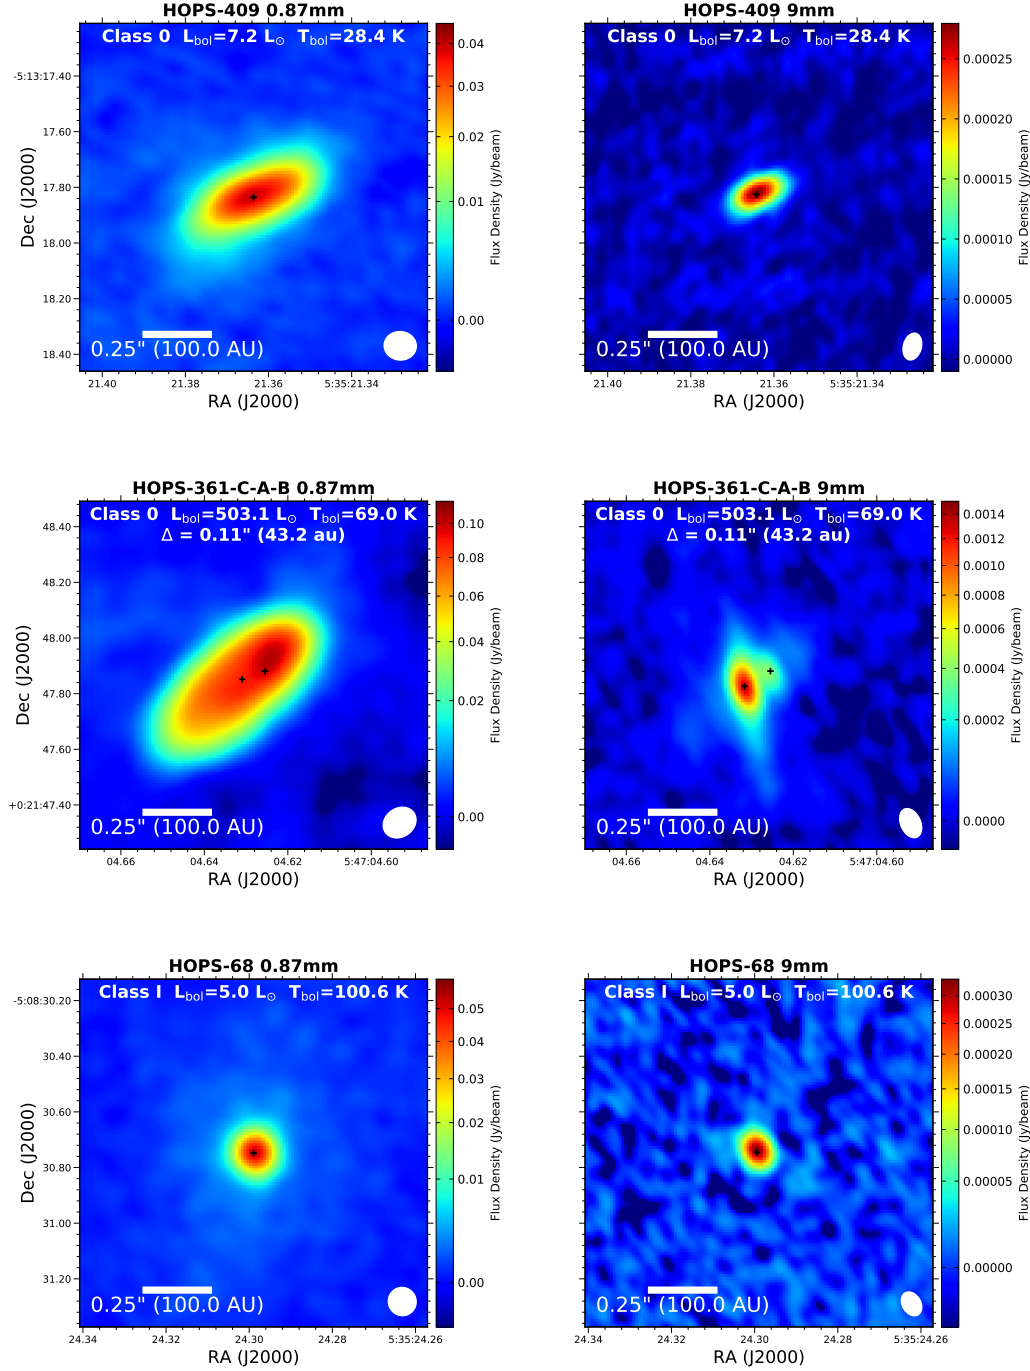 HOPS-409 0.87mm
Class 0 L_bol=7.2 L☉ T_bol=28.4 K
-5:13:17.40
17.60
17.80
18.00
18.20
18.40
Dec (J2000)
0.25" (100.0 AU)
21.40 21.38 21.36 5:35:21.34
RA (J2000)
0.04
0.03
0.02
0.01
0.00
Flux Density (Jy/beam)
HOPS-409 9mm
Class 0 L_bol=7.2 L☉ T_bol=28.4 K
0.25" (100.0 AU)
21.40 21.38 21.36 5:35:21.34
RA (J2000)
0.00025
0.00020
0.00015
0.00010
0.00005
0.00000
Flux Density (Jy/beam)
HOPS-361-C-A-B 0.87mm
Class 0 L_bol=503.1 L☉ T_bol=69.0 K
Δ = 0.11" (43.2 au)
48.40
48.20
48.00
47.80
47.60
+0:21:47.40
Dec (J2000)
0.25" (100.0 AU)
04.66 04.64 04.62 5:47:04.60
RA (J2000)
0.10
0.08
0.06
0.04
0.02
0.00
Flux Density (Jy/beam)
HOPS-361-C-A-B 9mm
Class 0 L_bol=503.1 L☉ T_bol=69.0 K
Δ = 0.11" (43.2 au)
0.25" (100.0 AU)
04.66 04.64 04.62 5:47:04.60
RA (J2000)
0.0014
0.0012
0.0010
0.0008
0.0006
0.0004
0.0002
0.0000
Flux Density (Jy/beam)
HOPS-68 0.87mm
Class I L_bol=5.0 L☉ T_bol=100.6 K
-5:08:30.20
30.40
30.60
30.80
31.00
31.20
Dec (J2000)
0.25" (100.0 AU)
24.34 24.32 24.30 24.28 5:35:24.26
RA (J2000)
0.05
0.04
0.03
0.02
0.01
0.00
Flux Density (Jy/beam)
HOPS-68 9mm
Class I L_bol=5.0 L☉ T_bol=100.6 K
0.25" (100.0 AU)
24.34 24.32 24.30 24.28 5:35:24.26
RA (J2000)
0.00030
0.00025
0.00020
0.00015
0.00010
0.00005
0.00000
Flux Density (Jy/beam)